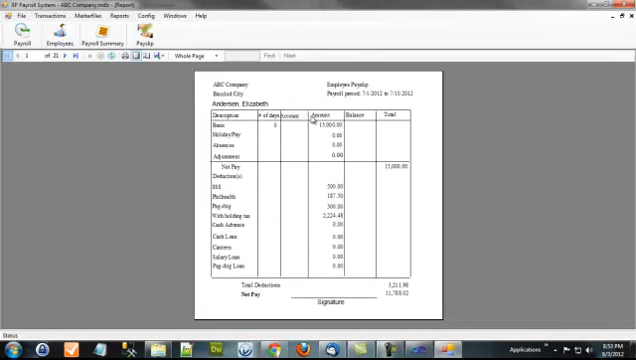 IEP Payroll System - ABC Company.mdb - [Report]
File Transactions Masterfiles Reports Config Windows Help
Payroll Employees Payroll Summary Payslip
1 of 21 Whole Page Find Next
ABC Company Employee Payslip
Bacolod City Payroll period: 7/1/2012 to 7/15/2012
Andersen, Elizabeth
Description # of days Account Amount Balance Total
Basic 0 15,000.00
Holiday Pay 0.00
Absences 0.00
Adjustment 0.00
Net Pay 15,000.00
Deduction(s)
SSS 500.00
Philhealth 187.50
Pag-ibig 300.00
With holding tax 2,224.48
Cash Advance 0.00
Cash Loan 0.00
Canteen 0.00
Salary Loan 0.00
Pag-ibig Loan 0.00
Total Deductions 3,211.98
Net Pay 11,788.02
Signature
Status
Applications 8:53 PM
8/3/2012